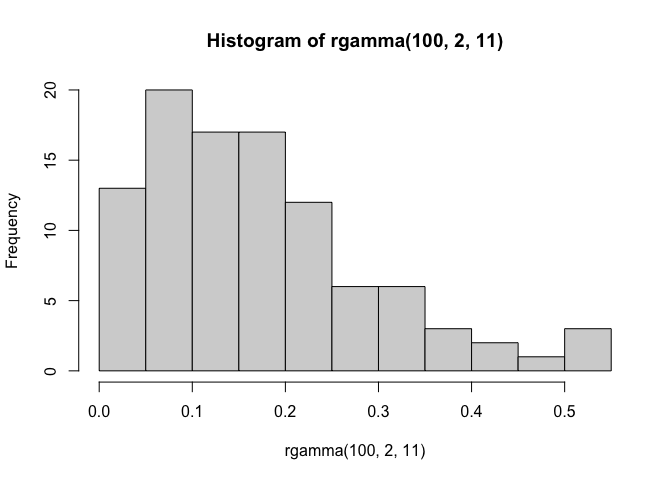 Histogram of rgamma(100, 2, 11)
Frequency
20
15
10
5
0
0.0 0.1 0.2 0.3 0.4 0.5
rgamma(100, 2, 11)